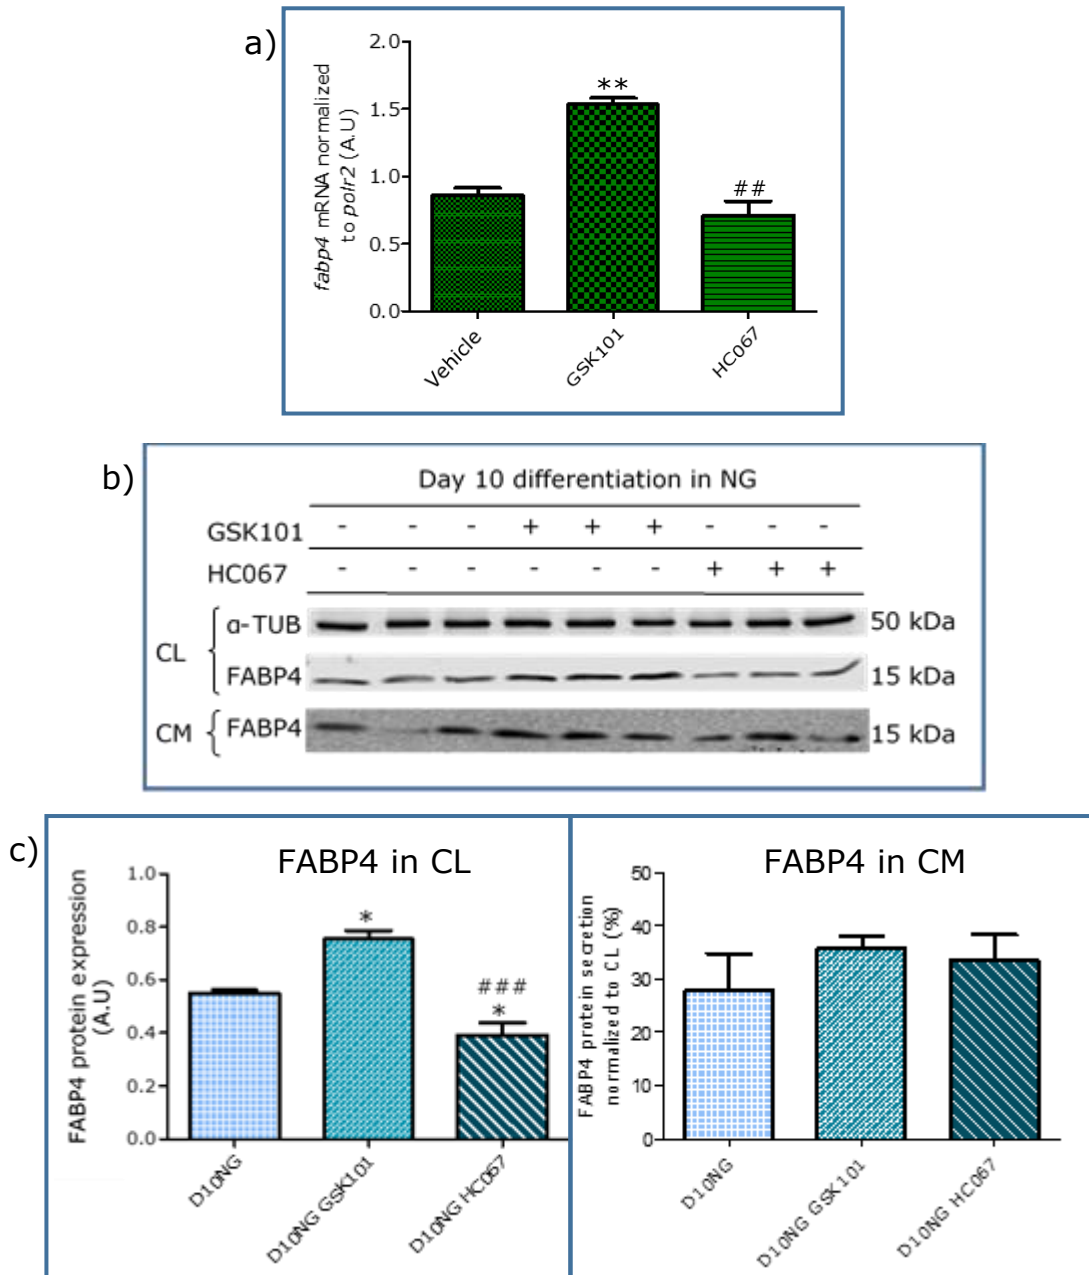 a)
fabp4 mRNA normalized
to polr2 (A.U)
2.0
1.5
1.0
0.5
0.0
**
##
Vehicle
GSK101
HC067
b)
Day 10 differentiation in NG
GSK101 - - - + + + - - -
HC067 - - - - - - + + +
CL { α-TUB 50 kDa
FABP4 15 kDa
CM { FABP4 15 kDa
c)
FABP4 in CL
FABP4 protein expression
(A.U)
1.0
0.8
0.6
0.4
0.2
0.0
*
###
*
D10NG
D10NG GSK101
D10NG HC067
FABP4 in CM
FABP4 protein secretion
normalized to CL (%)
50
40
30
20
10
0
D10NG
D10NG GSK101
D10NG HC067